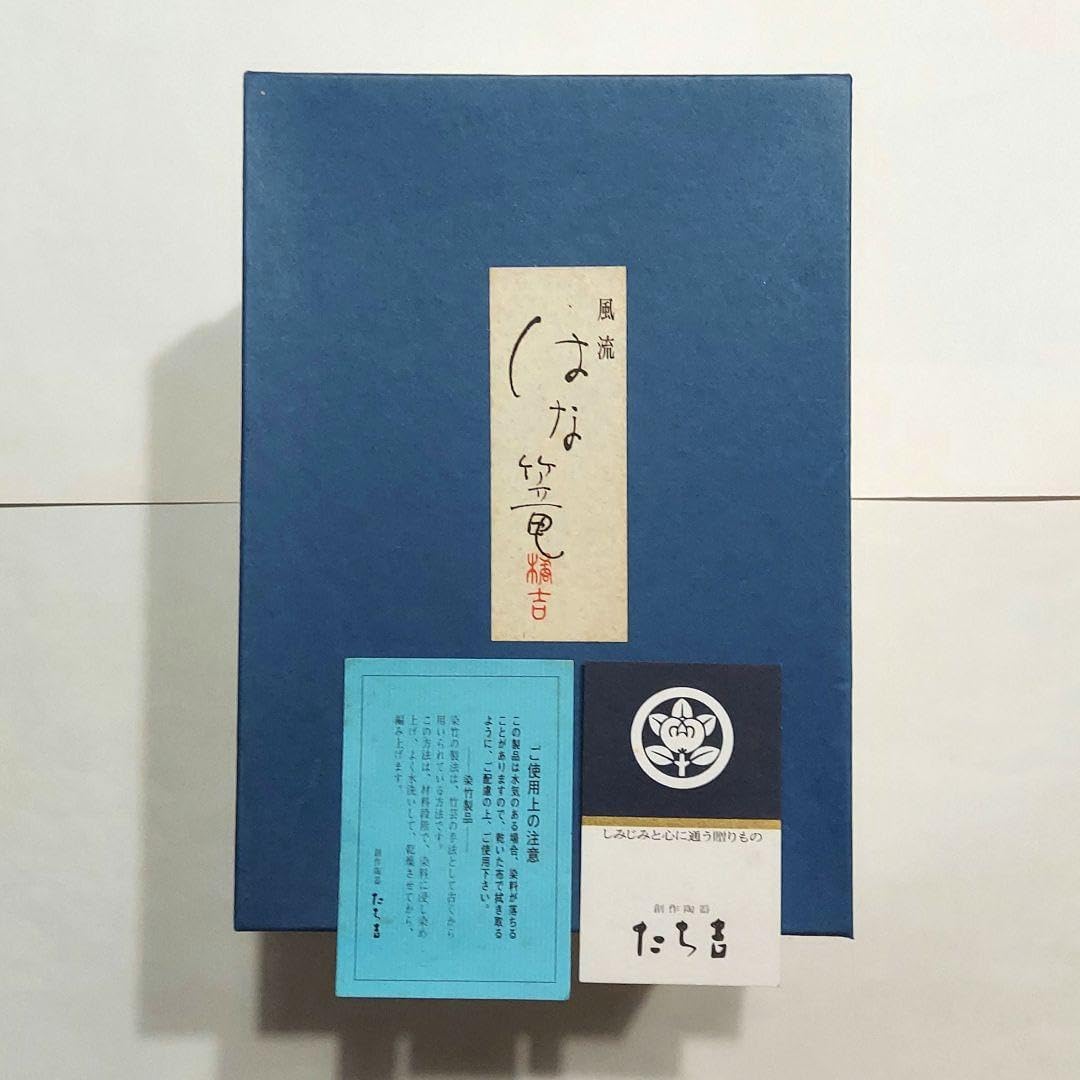 風流
はな篭
橘吉
ご使用上の注意
この製品は水気のある場合、染料が落ちる
ことがありますので、乾いた布で拭き取る
ように、ご配慮の上、ご使用下さい。
――染竹製品――
染竹の製法は、竹芸の手法として古くから
用いられている方法です。
この方法は、材料段階で、染料に浸し染め
上げ、よく水洗いして、乾燥させてから、
編み上げます。
創作陶器
たち吉
しみじみと心に通う贈りもの
創作陶器
たち吉